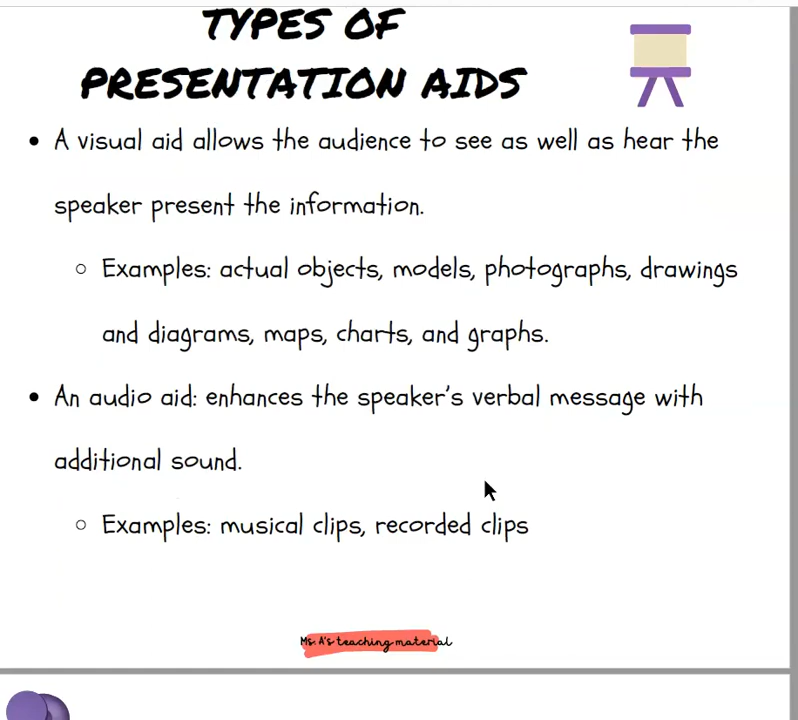 TYPES OF
PRESENTATION AIDS
• A visual aid allows the audience to see as well as hear the
speaker present the information.
○ Examples: actual objects, models, photographs, drawings
and diagrams, maps, charts, and graphs.
• An audio aid: enhances the speaker's verbal message with
additional sound.
○ Examples: musical clips, recorded clips
Ms. A's teaching material